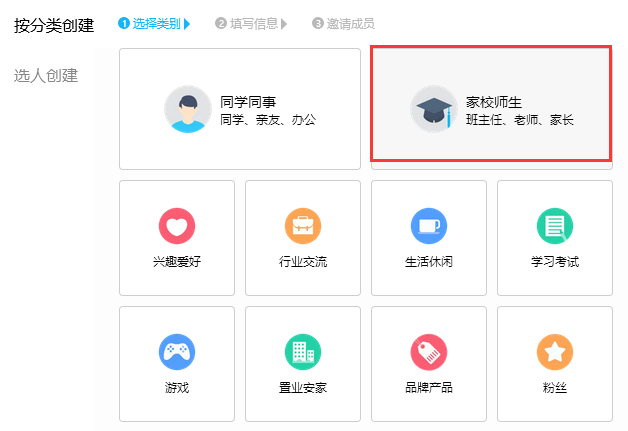 按分类创建
1 选择类别
2 填写信息
3 邀请成员
选人创建
同学同事
同学、亲友、办公
家校师生
班主任、老师、家长
兴趣爱好
行业交流
生活休闲
学习考试
游戏
置业安家
品牌产品
粉丝